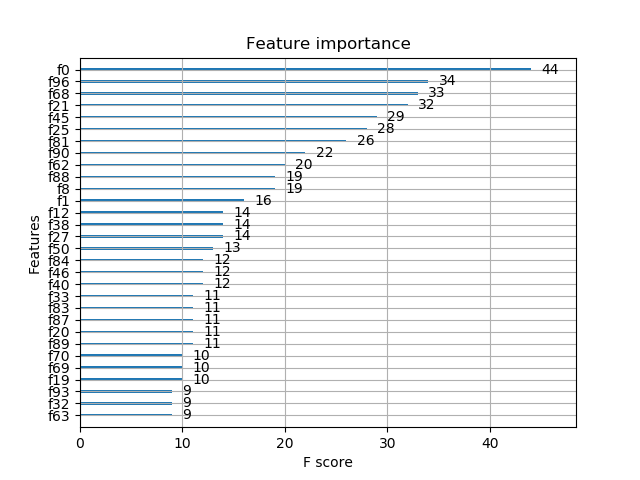 Feature importance
f0 44
f96 34
f68 33
f21 32
f45 29
f25 28
f81 26
f90 22
f62 20
f88 19
f8 19
f1 16
f12 14
f38 14
f27 14
f50 13
f84 12
f46 12
f40 12
f33 11
f83 11
f87 11
f20 11
f89 11
f70 10
f69 10
f19 10
f93 9
f32 9
f63 9
Features
0 10 20 30 40
F score